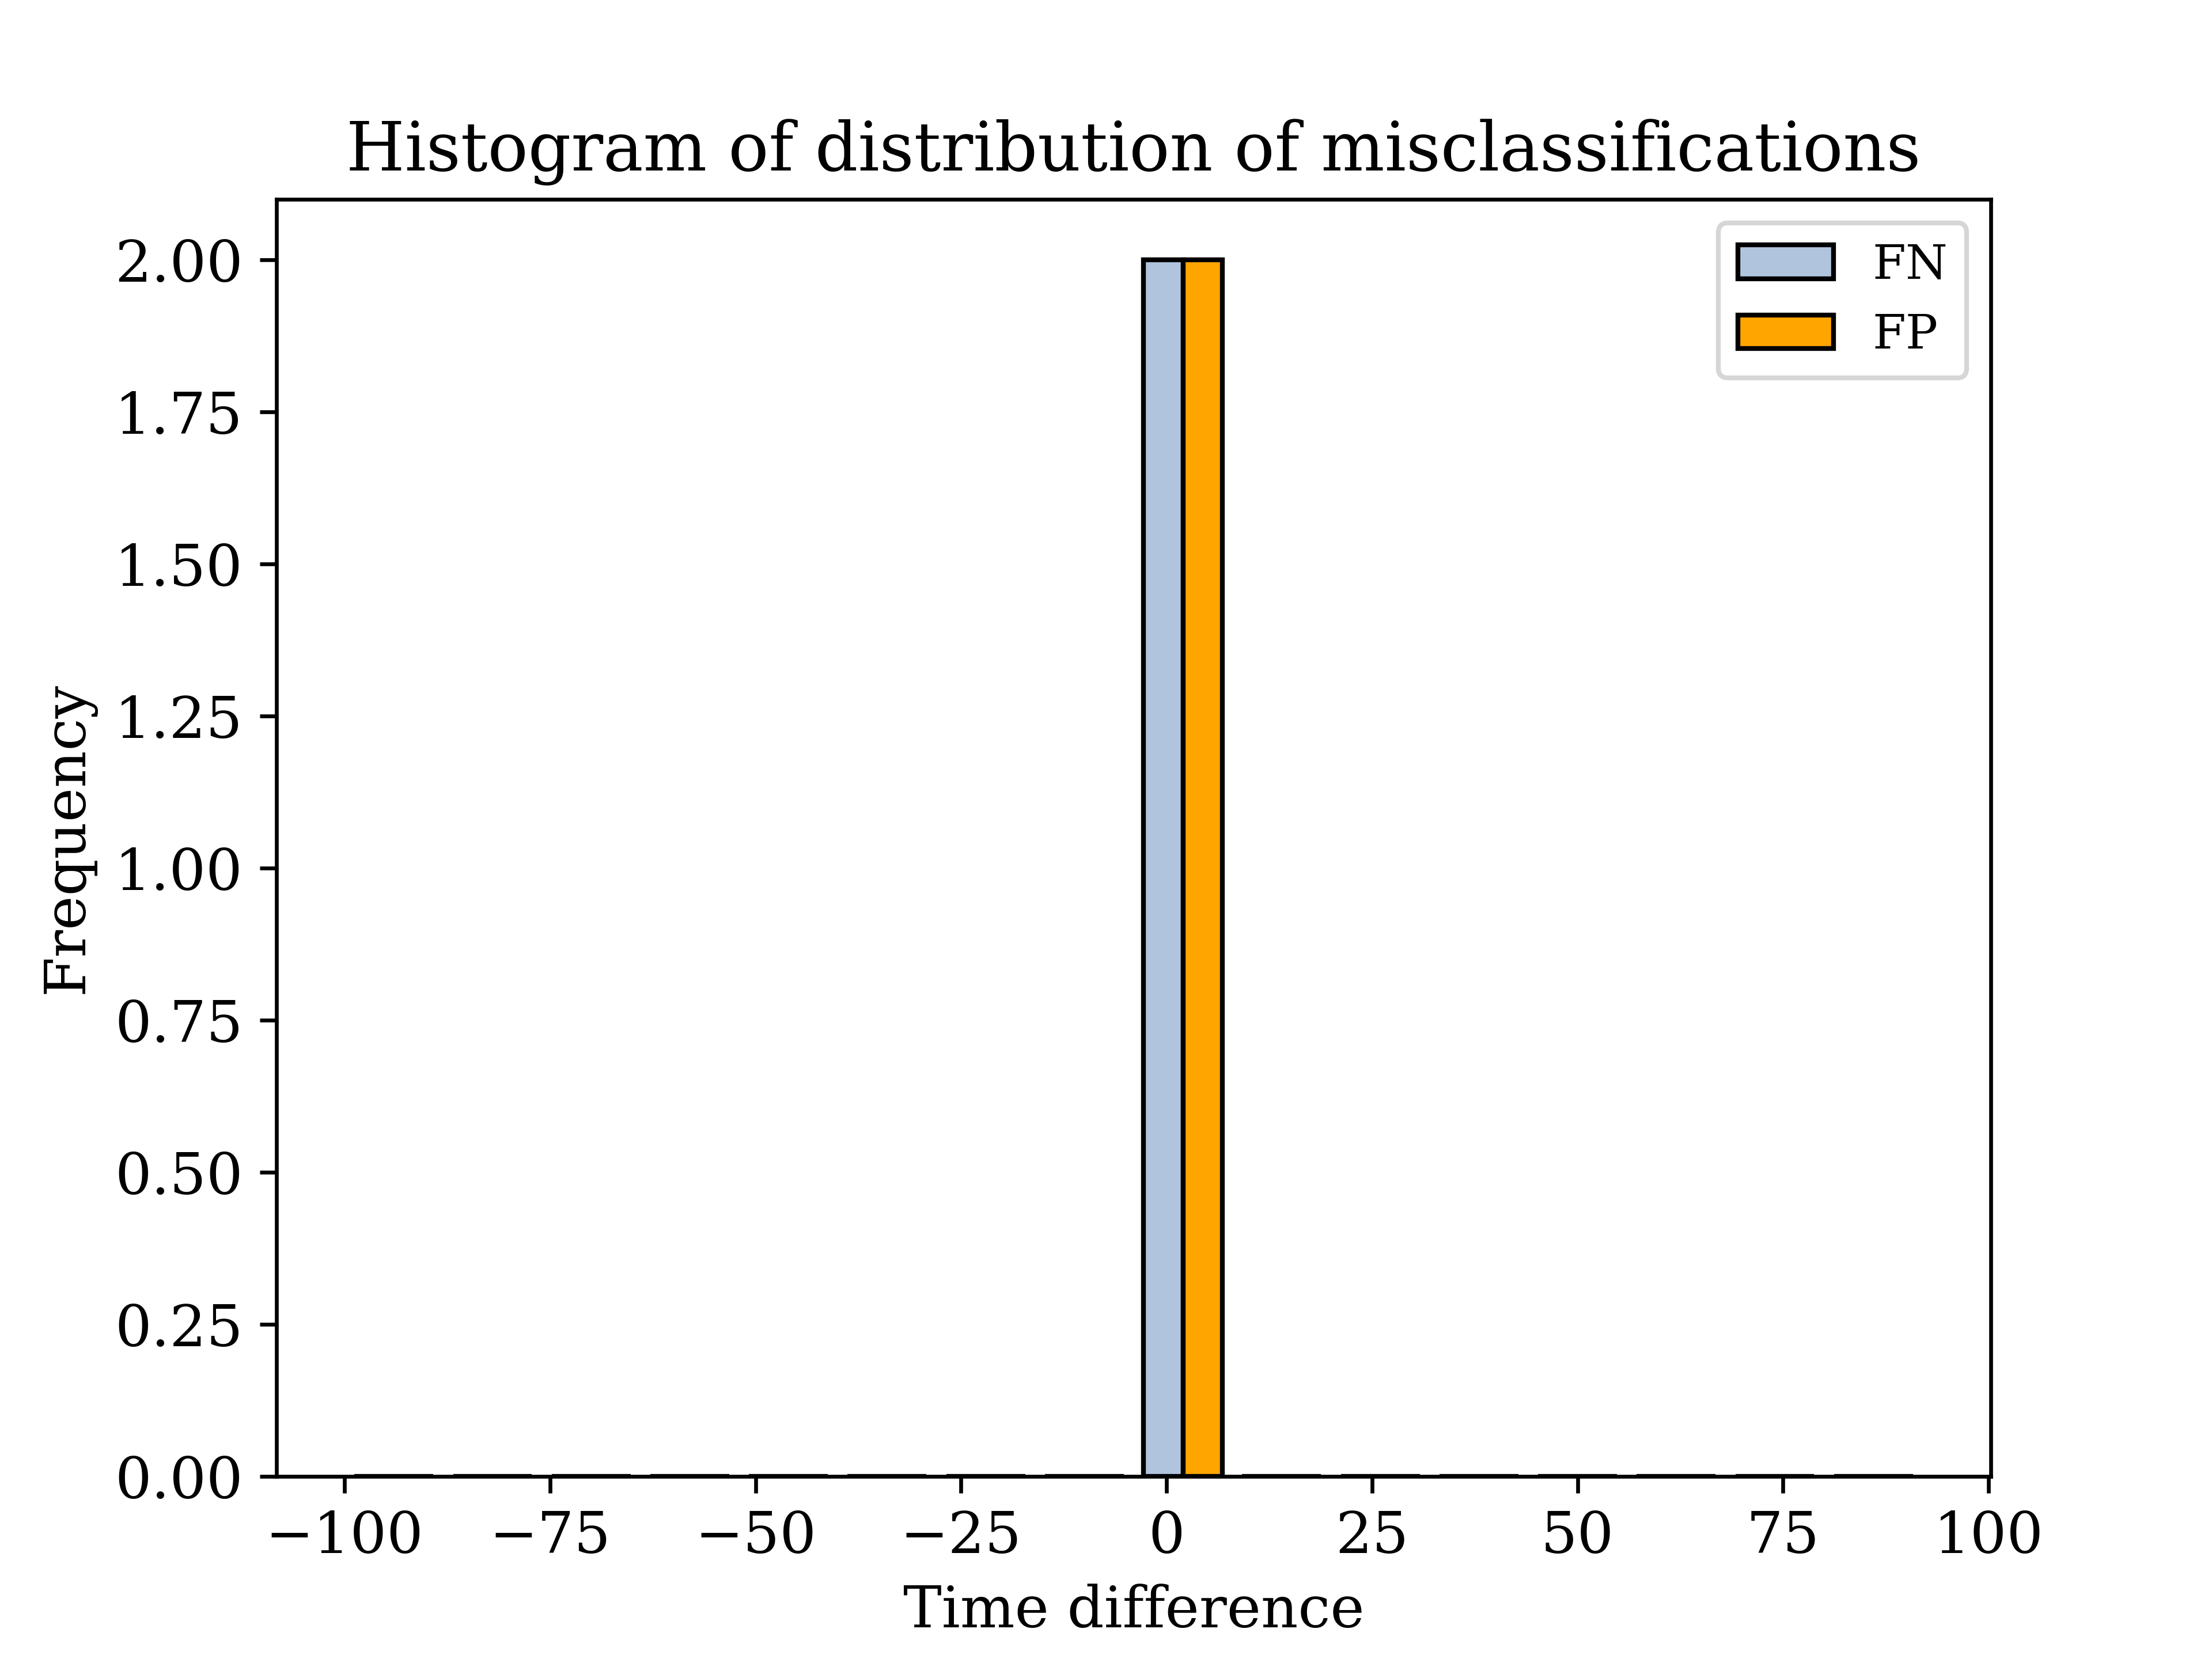 Histogram of distribution of misclassifications
FN
FP
2.00
1.75
1.50
1.25
1.00
0.75
0.50
0.25
0.00
Frequency
−100 −75 −50 −25 0 25 50 75 100
Time difference